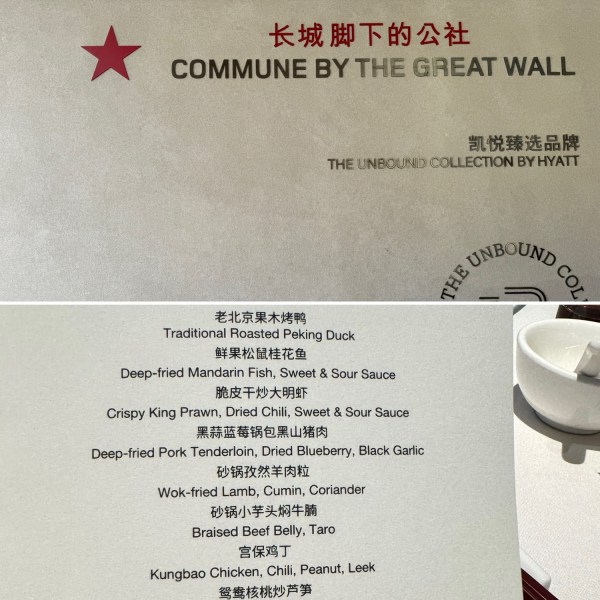 长城脚下的公社
COMMUNE BY THE GREAT WALL
凯悦臻选品牌
THE UNBOUND COLLECTION BY HYATT
THE UNBOUND COL
老北京果木烤鸭
Traditional Roasted Peking Duck
鲜果松鼠桂花鱼
Deep-fried Mandarin Fish, Sweet & Sour Sauce
脆皮干炒大明虾
Crispy King Prawn, Dried Chili, Sweet & Sour Sauce
黑蒜蓝莓锅包黑山猪肉
Deep-fried Pork Tenderloin, Dried Blueberry, Black Garlic
砂锅孜然羊肉粒
Wok-fried Lamb, Cumin, Coriander
砂锅小芋头焖牛腩
Braised Beef Belly, Taro
宫保鸡丁
Kungbao Chicken, Chili, Peanut, Leek
鸳鸯核桃炒芦笋